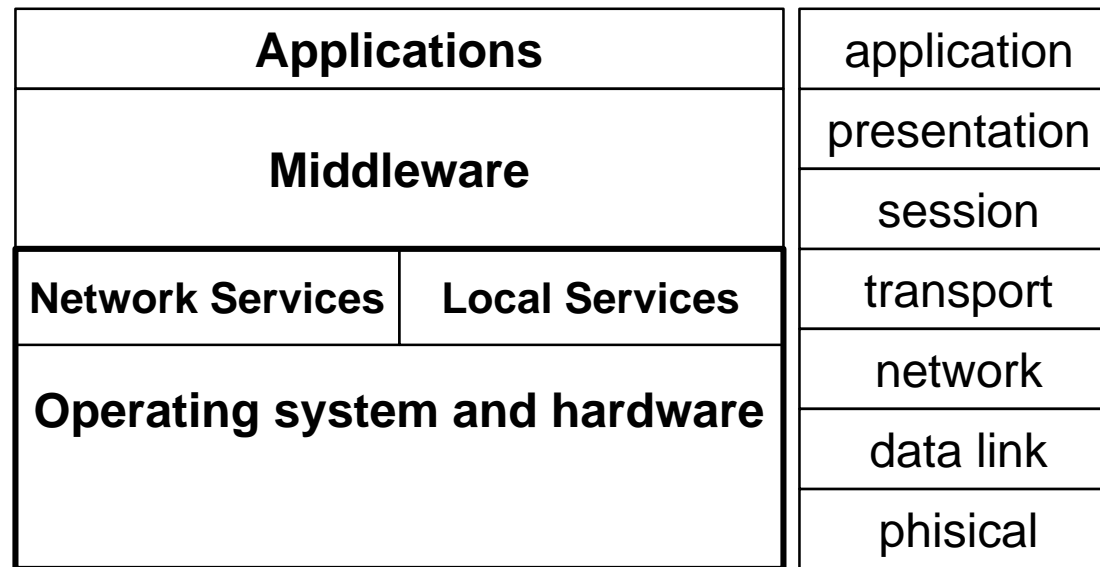 Applications
Middleware
Network Services
Local Services
Operating system and hardware
application
presentation
session
transport
network
data link
phisical